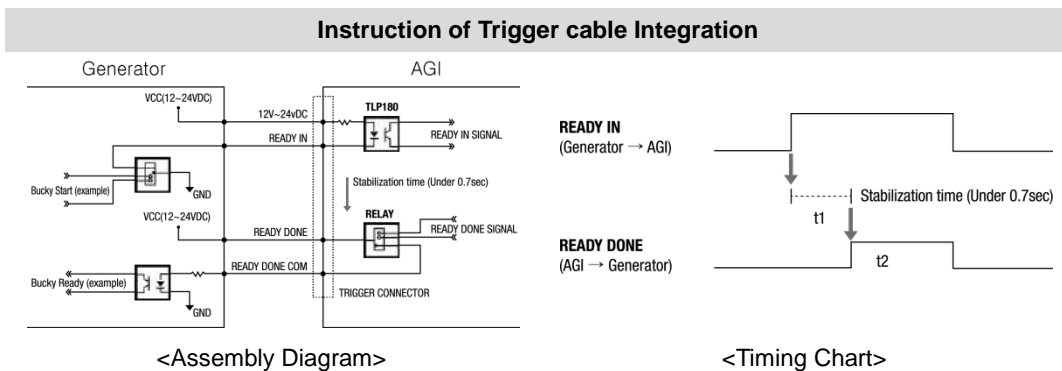 Instruction of Trigger cable Integration
Generator
AGI
VCC(12~24VDC)
12V~24vDC
TLP180
READY IN
READY IN SIGNAL
Bucky Start (example)
GND
Stabilization time (Under 0.7sec)
VCC(12~24VDC)
RELAY
READY DONE
READY DONE SIGNAL
READY DONE COM
Bucky Ready (example)
TRIGGER CONNECTOR
GND
<Assembly Diagram>
READY IN
(Generator → AGI)
Stabilization time (Under 0.7sec)
t1
READY DONE
(AGI → Generator)
t2
<Timing Chart>